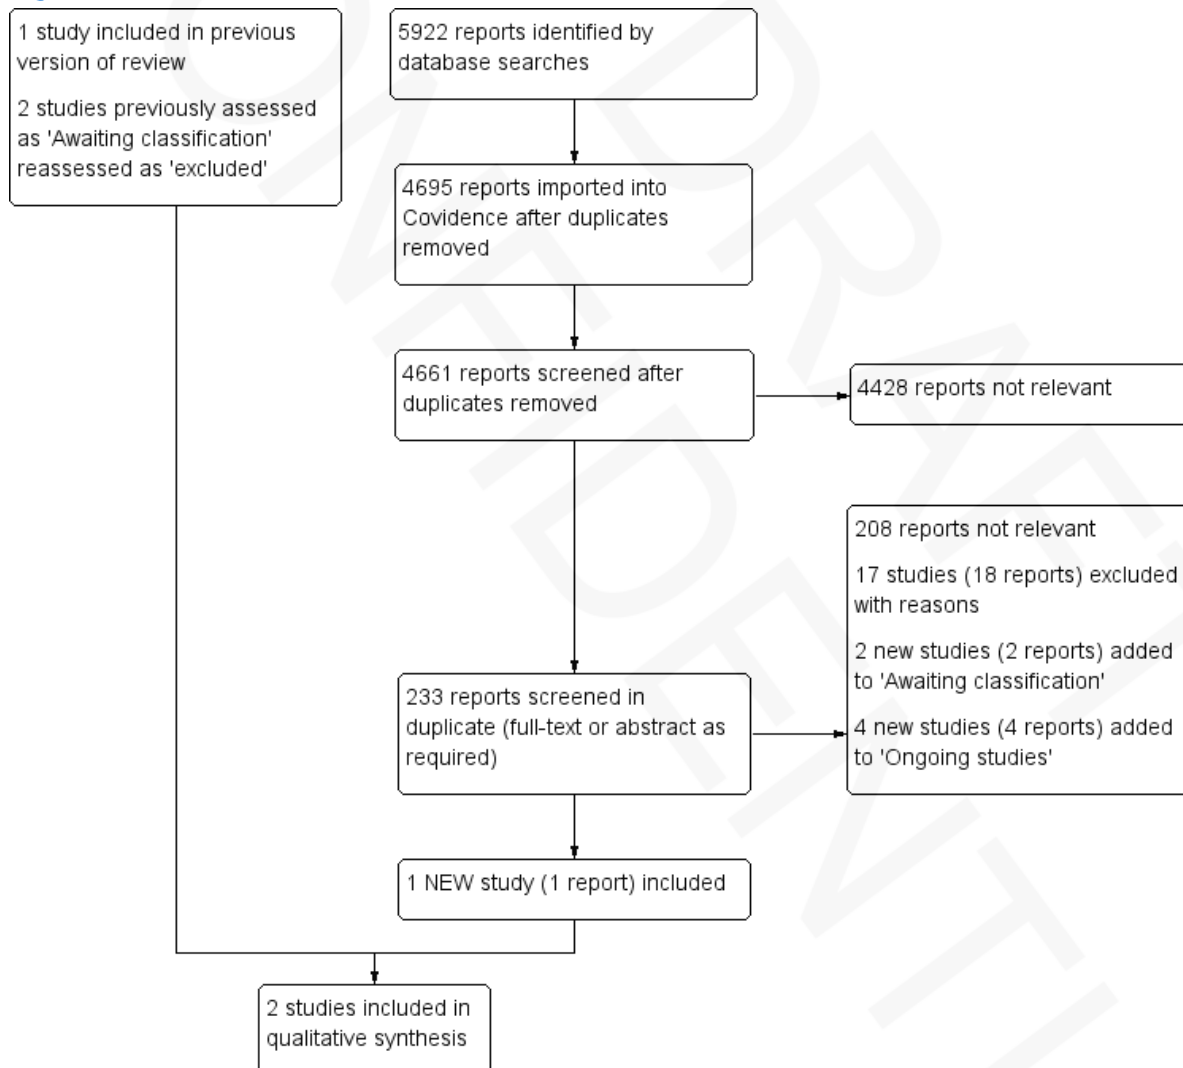 1 study included in previous
version of review
2 studies previously assessed
as 'Awaiting classification'
reassessed as 'excluded'
5922 reports identified by
database searches
4695 reports imported into
Covidence after duplicates
removed
4661 reports screened after
duplicates removed
4428 reports not relevant
208 reports not relevant
17 studies (18 reports) excluded
with reasons
2 new studies (2 reports) added
to 'Awaiting classification'
4 new studies (4 reports) added
to 'Ongoing studies'
233 reports screened in
duplicate (full-text or abstract as
required)
1 NEW study (1 report) included
2 studies included in
qualitative synthesis
DRAFT